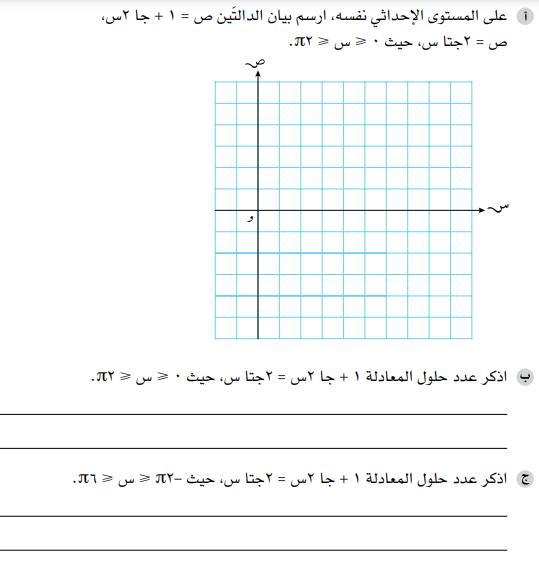 أ على المستوى الإحداثي نفسه، ارسم بيان الدالتَين ص = ١ + جا ٢س،
ص = ٢جتا س، حيث ٠ ⩽ س ⩽ ٢π.
ص
س
و
ب اذكر عدد حلول المعادلة ١ + جا ٢س = ٢جتا س، حيث ٠ ⩽ س ⩽ ٢π.
ج اذكر عدد حلول المعادلة ١ + جا ٢س = ٢جتا س، حيث –٢π ⩽ س ⩽ ٦π.